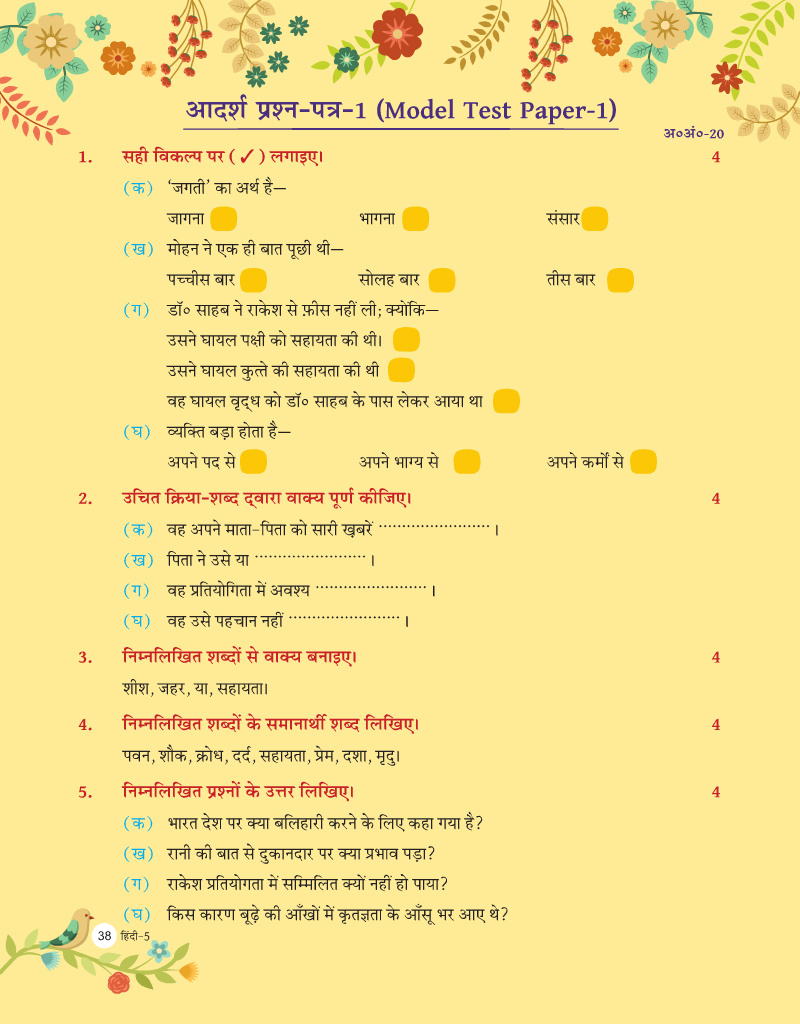 आदर्श प्रश्न-पत्र-1 (Model Test Paper-1)
अ०अं०-20
1. सही विकल्प पर (✓) लगाइए। 4
(क) ‘जगती’ का अर्थ है—
जागना भागना संसार
(ख) मोहन ने एक ही बात पूछी थी—
पच्चीस बार सोलह बार तीस बार
(ग) डॉ० साहब ने राकेश से फ़ीस नहीं ली; क्योंकि—
उसने घायल पक्षी को सहायता की थी।
उसने घायल कुत्ते की सहायता की थी
वह घायल वृद्ध को डॉ० साहब के पास लेकर आया था
(घ) व्यक्ति बड़ा होता है—
अपने पद से अपने भाग्य से अपने कर्मों से
2. उचित क्रिया-शब्द द्वारा वाक्य पूर्ण कीजिए। 4
(क) वह अपने माता-पिता को सारी ख़बरें ........................ ।
(ख) पिता ने उसे या ........................ ।
(ग) वह प्रतियोगिता में अवश्य ........................ ।
(घ) वह उसे पहचान नहीं ........................ ।
3. निम्नलिखित शब्दों से वाक्य बनाइए। 4
शीश, जहर, या, सहायता।
4. निम्नलिखित शब्दों के समानार्थी शब्द लिखिए। 4
पवन, शौक, क्रोध, दर्द, सहायता, प्रेम, दशा, मृदु।
5. निम्नलिखित प्रश्नों के उत्तर लिखिए। 4
(क) भारत देश पर क्या बलिहारी करने के लिए कहा गया है?
(ख) रानी की बात से दुकानदार पर क्या प्रभाव पड़ा?
(ग) राकेश प्रतियोगता में सम्मिलित क्यों नहीं हो पाया?
(घ) किस कारण बूढ़े की आँखों में कृतज्ञता के आँसू भर आए थे?
38 हिंदी-5